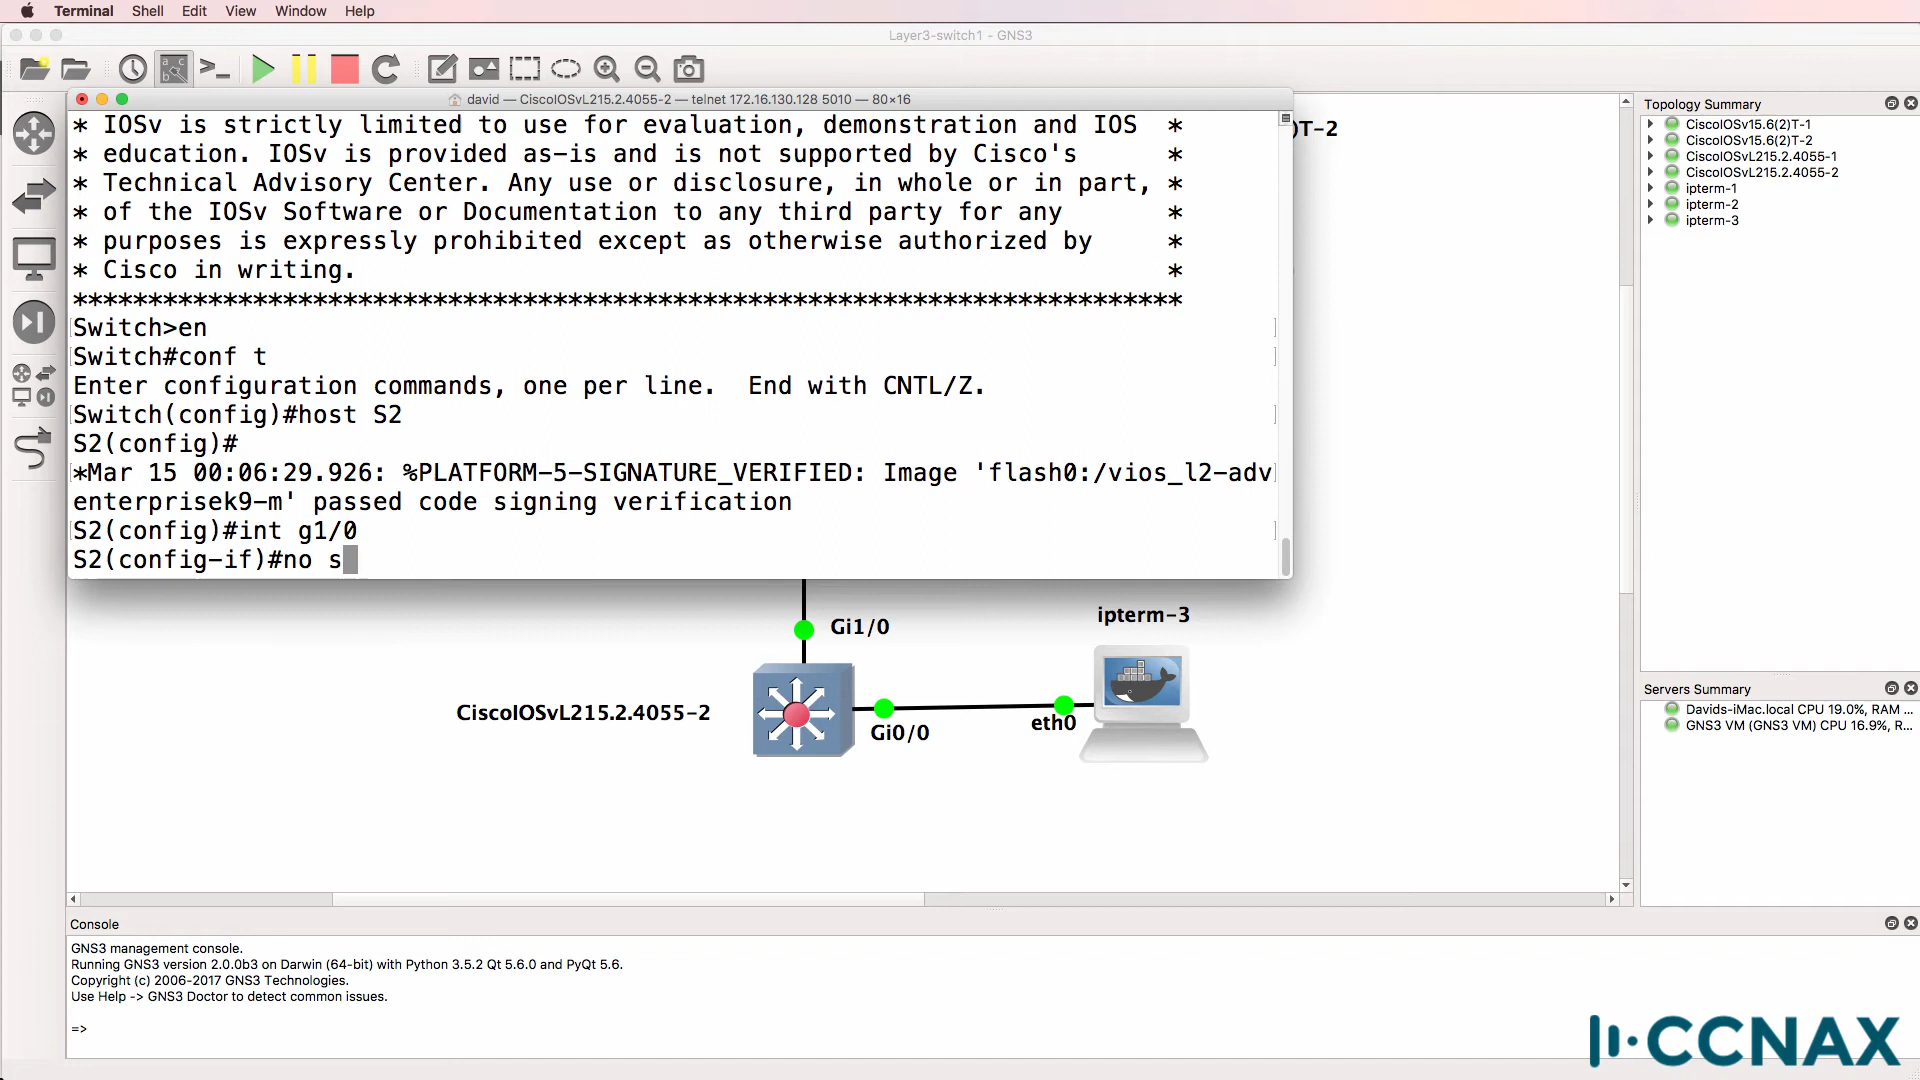 Terminal Shell Edit View Window Help
Layer3-switch1 - GNS3
david — CiscoIOSvL215.2.4055-2 — telnet 172.16.130.128 5010 — 80×16
* IOSv is strictly limited to use for evaluation, demonstration and IOS *
* education. IOSv is provided as-is and is not supported by Cisco's *
* Technical Advisory Center. Any use or disclosure, in whole or in part, *
* of the IOSv Software or Documentation to any third party for any *
* purposes is expressly prohibited except as otherwise authorized by *
* Cisco in writing. *
**************************************************************************
Switch>en
Switch#conf t
Enter configuration commands, one per line.  End with CNTL/Z.
Switch(config)#host S2
S2(config)#
*Mar 15 00:06:29.926: %PLATFORM-5-SIGNATURE_VERIFIED: Image 'flash0:/vios_l2-adv
enterprisek9-m' passed code signing verification
S2(config)#int g1/0
S2(config-if)#no s
)T-2
Gi1/0
ipterm-3
CiscoIOSvL215.2.4055-2
Gi0/0
eth0
Topology Summary
CiscoIOSv15.6(2)T-1
CiscoIOSv15.6(2)T-2
CiscoIOSvL215.2.4055-1
CiscoIOSvL215.2.4055-2
ipterm-1
ipterm-2
ipterm-3
Servers Summary
Davids-iMac.local CPU 19.0%, RAM ...
GNS3 VM (GNS3 VM) CPU 16.9%, R...
Console
GNS3 management console.
Running GNS3 version 2.0.0b3 on Darwin (64-bit) with Python 3.5.2 Qt 5.6.0 and PyQt 5.6.
Copyright (c) 2006-2017 GNS3 Technologies.
Use Help -> GNS3 Doctor to detect common issues.
=>
CCNAX